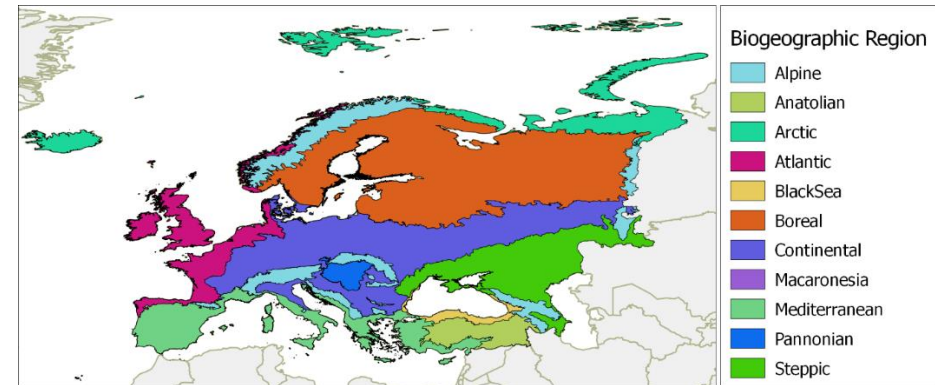 Biogeographic Region
Alpine
Anatolian
Arctic
Atlantic
BlackSea
Boreal
Continental
Macaronesia
Mediterranean
Pannonian
Steppic